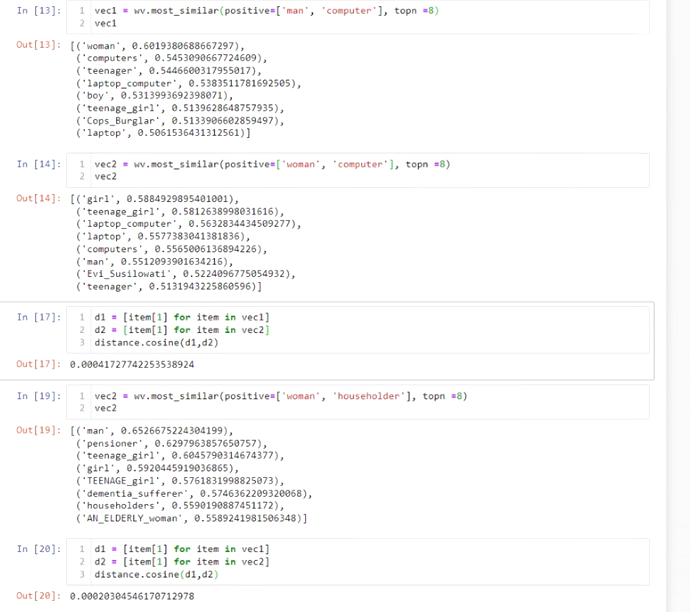 In [13]: 1 vec1 = wv.most_similar(positive=['man', 'computer'], topn =8)
2 vec1
Out[13]: [('woman', 0.6019380688667297),
('computers', 0.5453090667724609),
('teenager', 0.5446600317955017),
('laptop_computer', 0.5383511781692505),
('boy', 0.5313993692398071),
('teenage_girl', 0.5139628648757935),
('Cops_Burglar', 0.5133906602859497),
('laptop', 0.5061536431312561)]
In [14]: 1 vec2 = wv.most_similar(positive=['woman', 'computer'], topn =8)
2 vec2
Out[14]: [('girl', 0.5884929895401001),
('teenage_girl', 0.5812638998031616),
('laptop_computer', 0.5632834434509277),
('laptop', 0.5577383041381836),
('computers', 0.5565006136894226),
('man', 0.5512093901634216),
('Evi_Susilowati', 0.5224096775054932),
('teenager', 0.5131943225860596)]
In [17]: 1 d1 = [item[1] for item in vec1]
2 d2 = [item[1] for item in vec2]
3 distance.cosine(d1,d2)
Out[17]: 0.00041727742253538924
In [19]: 1 vec2 = wv.most_similar(positive=['woman', 'householder'], topn =8)
2 vec2
Out[19]: [('man', 0.6526675224304199),
('pensioner', 0.6297963857650757),
('teenage_girl', 0.6045790314674377),
('girl', 0.5920445919036865),
('TEENAGE_girl', 0.5761831998825073),
('dementia_sufferer', 0.5746362209320068),
('householders', 0.5590190887451172),
('AN_ELDERLY_woman', 0.5589241981506348)]
In [20]: 1 d1 = [item[1] for item in vec1]
2 d2 = [item[1] for item in vec2]
3 distance.cosine(d1,d2)
Out[20]: 0.00020304546170712978